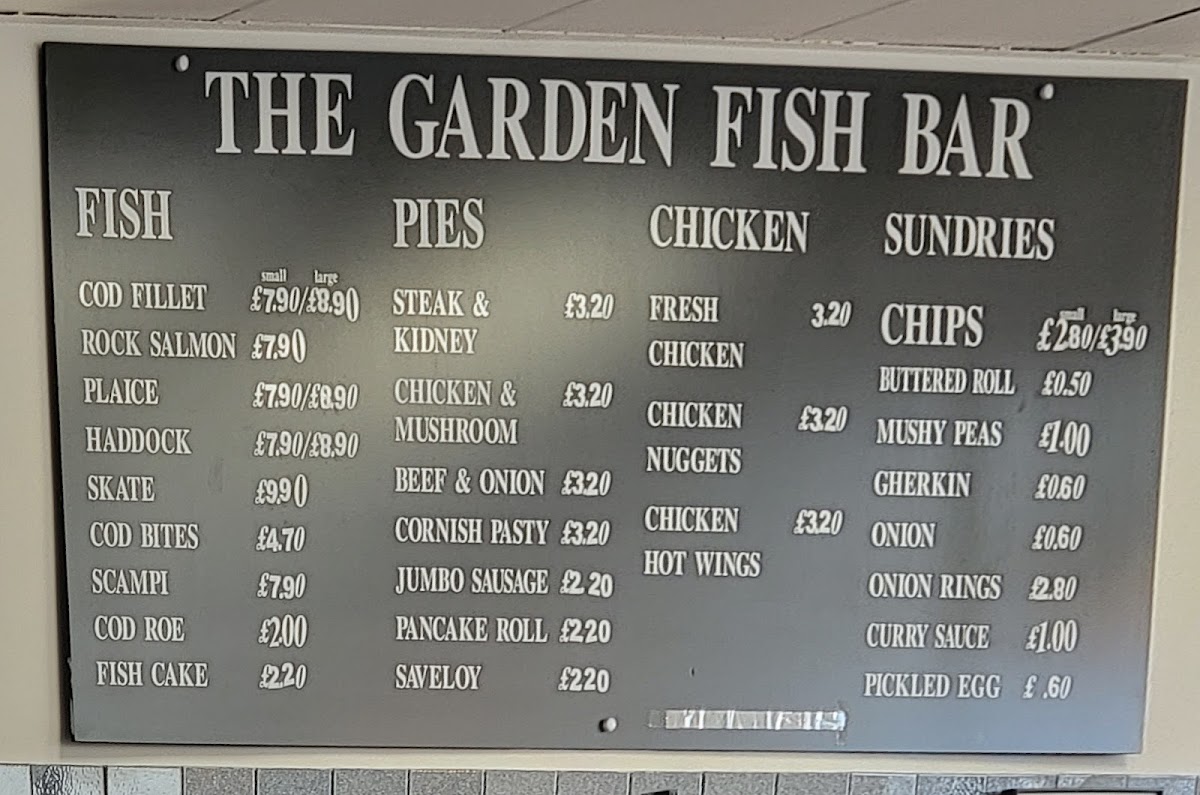 THE GARDEN FISH BAR
FISH
small large
COD FILLET £7.90/£8.90
ROCK SALMON £7.90
PLAICE £7.90/£8.90
HADDOCK £7.90/£8.90
SKATE £9.90
COD BITES £4.70
SCAMPI £7.90
COD ROE £2.00
FISH CAKE £2.20
PIES
STEAK & £3.20
KIDNEY
CHICKEN & £3.20
MUSHROOM
BEEF & ONION £3.20
CORNISH PASTY £3.20
JUMBO SAUSAGE £2.20
PANCAKE ROLL £2.20
SAVELOY £2.20
CHICKEN
FRESH 3.20
CHICKEN
CHICKEN £3.20
NUGGETS
CHICKEN £3.20
HOT WINGS
SUNDRIES
small large
CHIPS £2.80/£3.90
BUTTERED ROLL £0.50
MUSHY PEAS £1.00
GHERKIN £0.60
ONION £0.60
ONION RINGS £2.80
CURRY SAUCE £1.00
PICKLED EGG £ .60